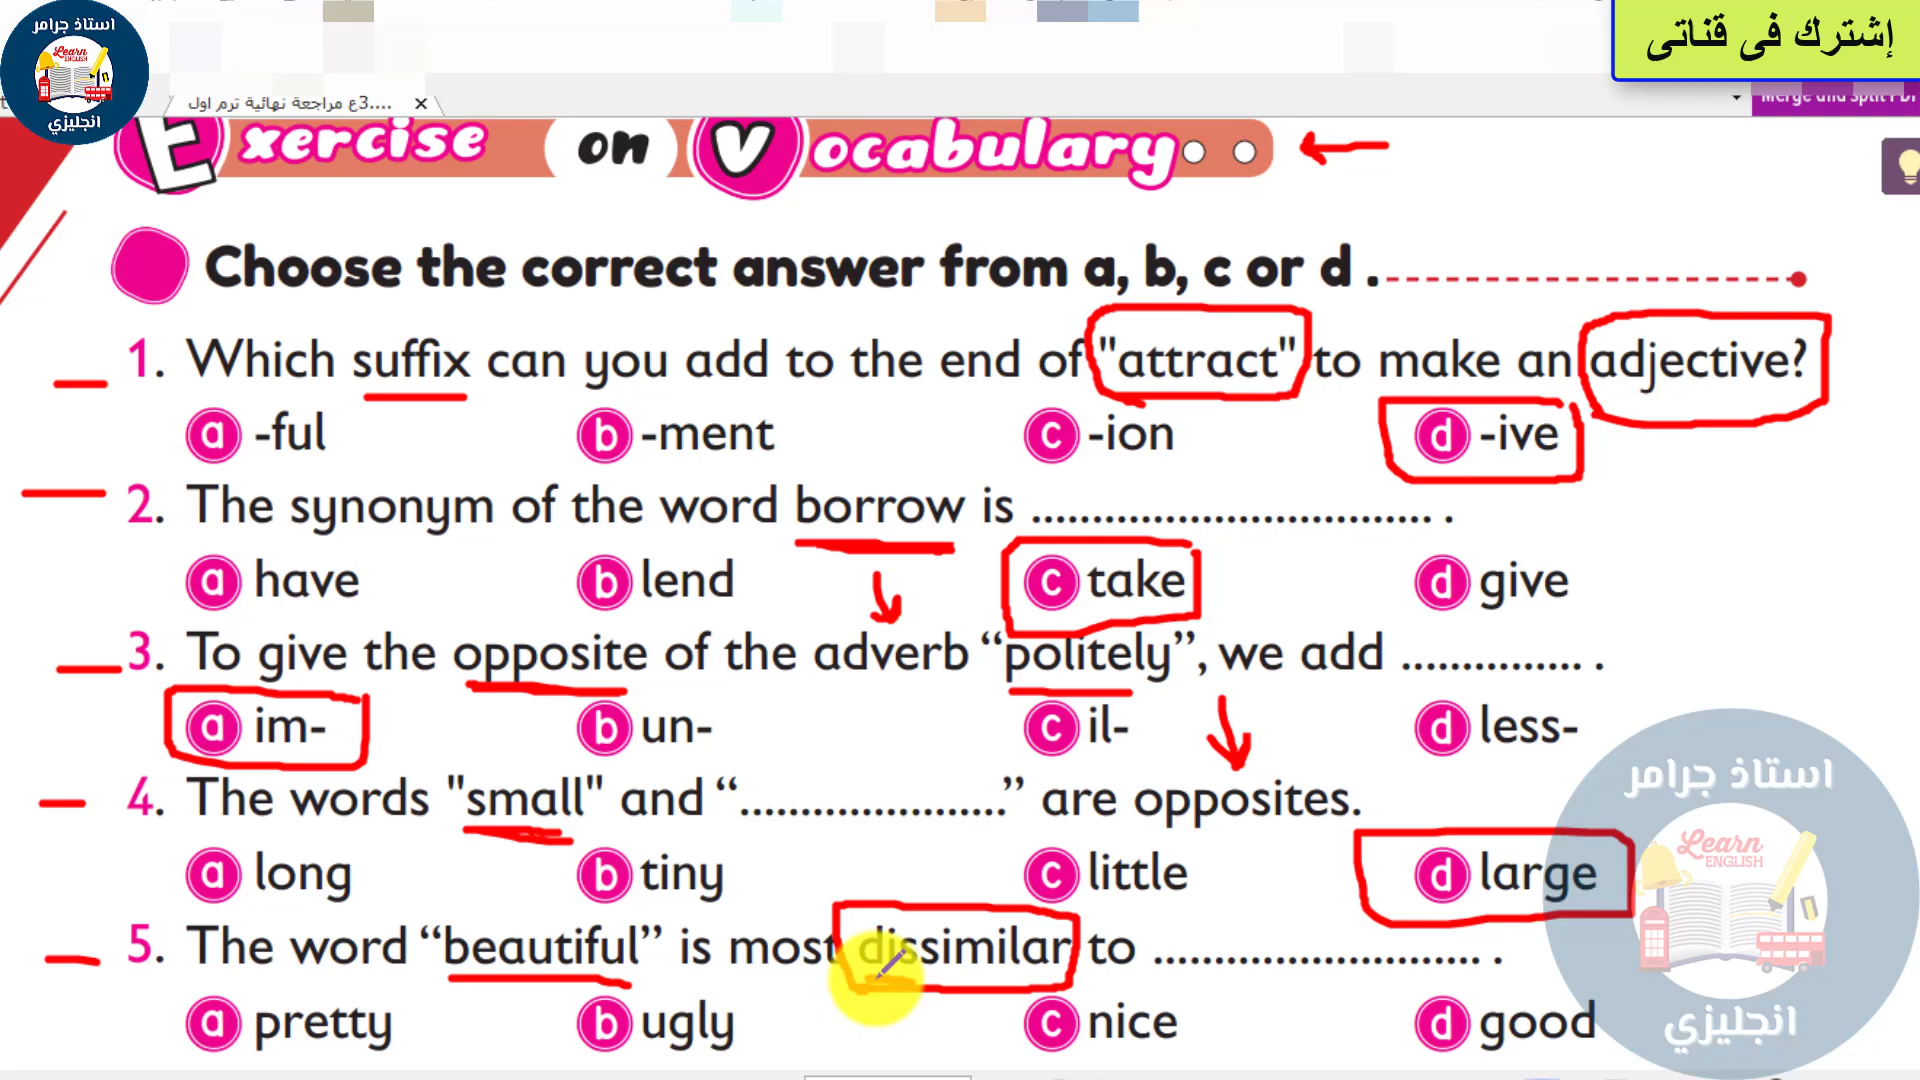 استاذ جرامر
Learn
ENGLISH
انجليزي
إشترك فى قناتى
3ع مراجعة نهائية ترم اول....
Merge and Split PDF
Exercise on Vocabulary
Choose the correct answer from a, b, c or d .
1. Which suffix can you add to the end of "attract" to make an adjective?
a -ful b -ment c -ion d -ive
2. The synonym of the word borrow is ................................ .
a have b lend c take d give
3. To give the opposite of the adverb “politely”, we add ............... .
a im- b un- c il- d less-
4. The words "small" and “.....................” are opposites.
a long b tiny c little d large
5. The word “beautiful” is most dissimilar to .......................... .
a pretty b ugly c nice d good
استاذ جرامر
Learn
ENGLISH
انجليزي